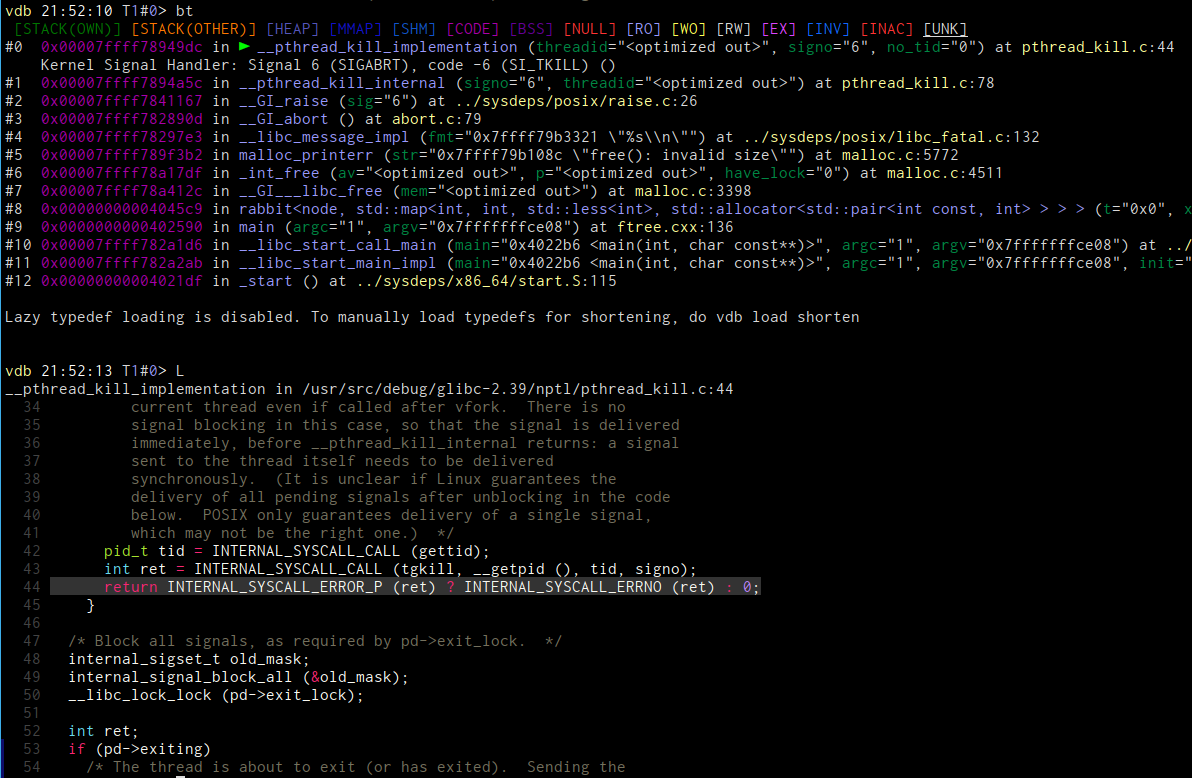 vdb 21:52:10 T1#0> bt
[STACK(OWN)] [STACK(OTHER)] [HEAP] [MMAP] [SHM] [CODE] [BSS] [NULL] [RO] [WO] [RW] [EX] [INV] [INAC] [UNK]
#0 0x00007ffff78949dc in ► __pthread_kill_implementation (threadid="<optimized out>", signo="6", no_tid="0") at pthread_kill.c:44
Kernel Signal Handler: Signal 6 (SIGABRT), code -6 (SI_TKILL) ()
#1 0x00007ffff7894a5c in __pthread_kill_internal (signo="6", threadid="<optimized out>") at pthread_kill.c:78
#2 0x00007ffff7841167 in __GI_raise (sig="6") at ../sysdeps/posix/raise.c:26
#3 0x00007ffff782890d in __GI_abort () at abort.c:79
#4 0x00007ffff78297e3 in __libc_message_impl (fmt="0x7ffff79b3321 \"%s\\n\"") at ../sysdeps/posix/libc_fatal.c:132
#5 0x00007ffff789f3b2 in malloc_printerr (str="0x7ffff79b108c \"free(): invalid size\"") at malloc.c:5772
#6 0x00007ffff78a17df in _int_free (av="<optimized out>", p="<optimized out>", have_lock="0") at malloc.c:4511
#7 0x00007ffff78a412c in __GI___libc_free (mem="<optimized out>") at malloc.c:3398
#8 0x00000000004045c9 in rabbit<node, std::map<int, int, std::less<int>, std::allocator<std::pair<int const, int> > > > (t="0x0", x
#9 0x0000000000402590 in main (argc="1", argv="0x7fffffffce08") at ftree.cxx:136
#10 0x00007ffff782a1d6 in __libc_start_call_main (main="0x4022b6 <main(int, char const**)>", argc="1", argv="0x7fffffffce08") at ../
#11 0x00007ffff782a2ab in __libc_start_main_impl (main="0x4022b6 <main(int, char const**)>", argc="1", argv="0x7fffffffce08", init="
#12 0x00000000004021df in _start () at ../sysdeps/x86_64/start.S:115
Lazy typedef loading is disabled. To manually load typedefs for shortening, do vdb load shorten
vdb 21:52:13 T1#0> L
__pthread_kill_implementation in /usr/src/debug/glibc-2.39/nptl/pthread_kill.c:44
34 current thread even if called after vfork. There is no
35 signal blocking in this case, so that the signal is delivered
36 immediately, before __pthread_kill_internal returns: a signal
37 sent to the thread itself needs to be delivered
38 synchronously. (It is unclear if Linux guarantees the
39 delivery of all pending signals after unblocking in the code
40 below. POSIX only guarantees delivery of a single signal,
41 which may not be the right one.) */
42 pid_t tid = INTERNAL_SYSCALL_CALL (gettid);
43 int ret = INTERNAL_SYSCALL_CALL (tgkill, __getpid (), tid, signo);
44 return INTERNAL_SYSCALL_ERROR_P (ret) ? INTERNAL_SYSCALL_ERRNO (ret) : 0;
45 }
46
47 /* Block all signals, as required by pd->exit_lock. */
48 internal_sigset_t old_mask;
49 internal_signal_block_all (&old_mask);
50 __libc_lock_lock (pd->exit_lock);
51
52 int ret;
53 if (pd->exiting)
54 /* The thread is about to exit (or has exited). Sending the